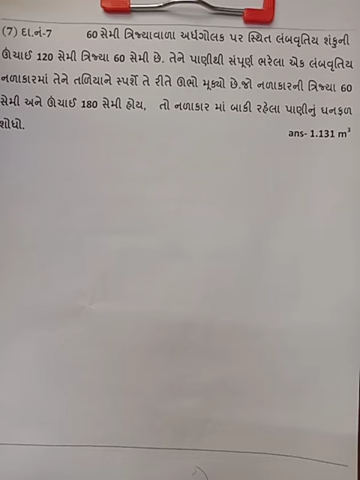 (7) દા.નં-7 60 સેમી ત્રિજ્યાવાળા અર્ધગોલક પર સ્થિત લંબવૃતિય શંકુની
ઊંચાઈ 120 સેમી ત્રિજ્યા 60 સેમી છે. તેને પાણીથી સંપૂર્ણ ભરેલા એક લંબવૃતિય
નળાકારમાં તેને તળિયાને સ્પર્શે તે રીતે ઊભો મૂક્યો છે.જો નળાકારની ત્રિજ્યા 60
સેમી અને ઊંચાઈ 180 સેમી હોય, તો નળાકાર માં બાકી રહેલા પાણીનું ઘનફળ
શોધો. ans- 1.131 m³